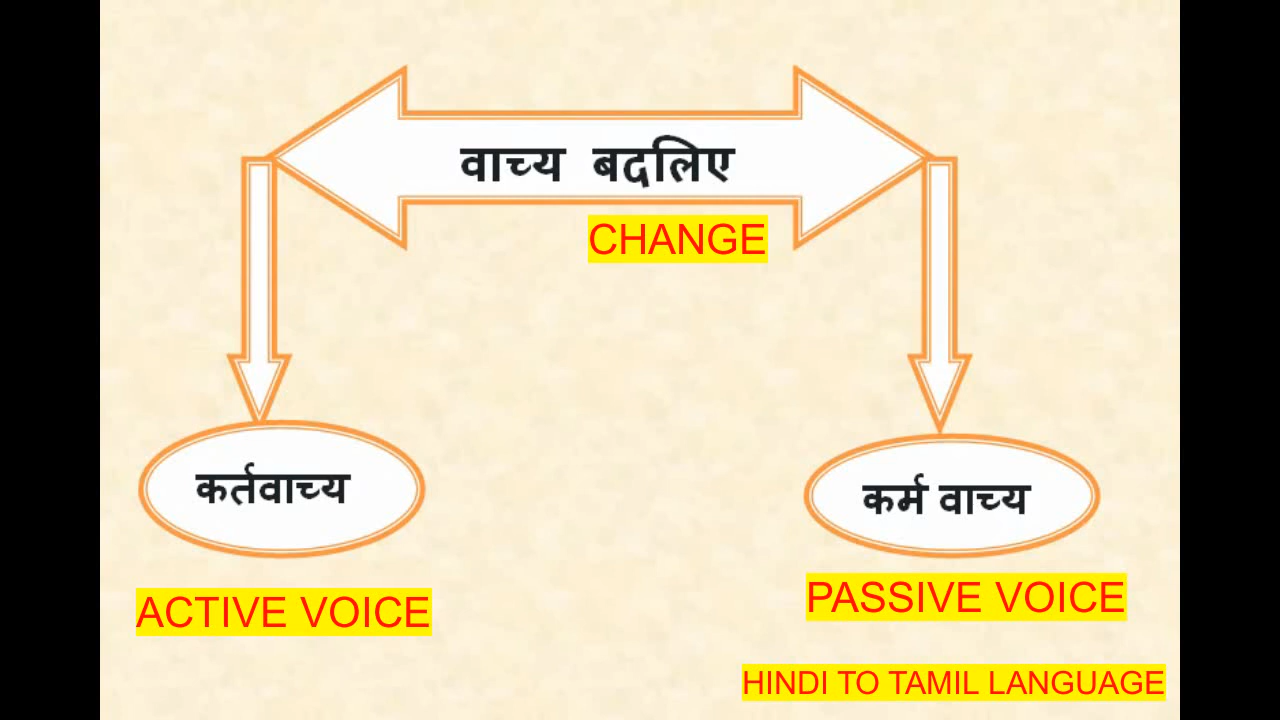 वाच्य बदलिए
CHANGE
कर्तवाच्य
कर्म वाच्य
ACTIVE VOICE
PASSIVE VOICE
HINDI TO TAMIL LANGUAGE